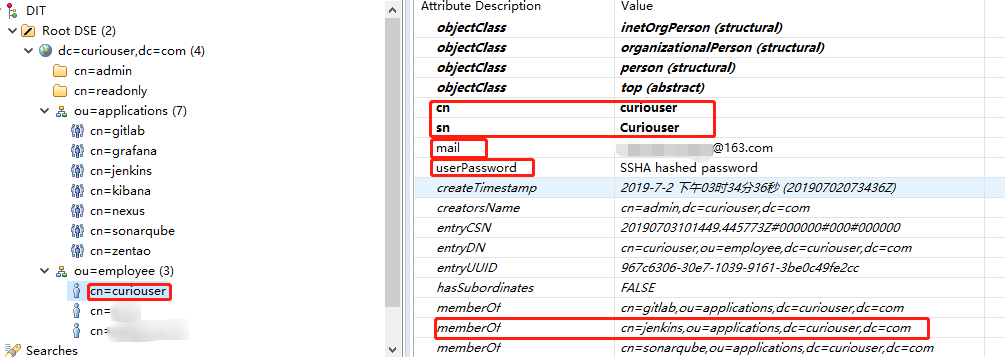 DIT
Root DSE (2)
dc=curiouser,dc=com (4)
cn=admin
cn=readonly
ou=applications (7)
cn=gitlab
cn=grafana
cn=jenkins
cn=kibana
cn=nexus
cn=sonarqube
cn=zentao
ou=employee (3)
cn=curiouser
cn=
cn=
Searches
Attribute Description Value
objectClass inetOrgPerson (structural)
objectClass organizationalPerson (structural)
objectClass person (structural)
objectClass top (abstract)
cn curiouser
sn Curiouser
mail @163.com
userPassword SSHA hashed password
createTimestamp 2019-7-2 下午03时34分36秒 (20190702073436Z)
creatorsName cn=admin,dc=curiouser,dc=com
entryCSN 20190703101449.445773Z#000000#000#000000
entryDN cn=curiouser,ou=employee,dc=curiouser,dc=com
entryUUID 967c6306-30e7-1039-9161-3be0c49fe2cc
hasSubordinates FALSE
memberOf cn=gitlab,ou=applications,dc=curiouser,dc=com
memberOf cn=jenkins,ou=applications,dc=curiouser,dc=com
memberOf cn=sonarqube,ou=applications,dc=curiouser,dc=com